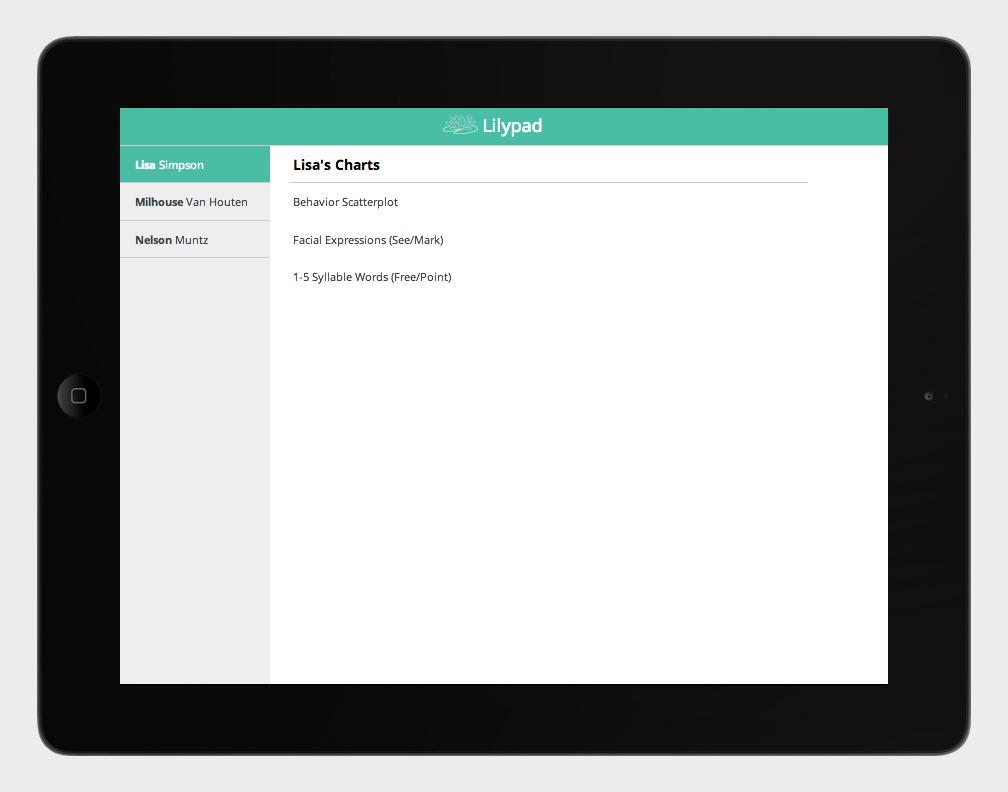 Lilypad
Lisa Simpson
Milhouse Van Houten
Nelson Muntz
Lisa's Charts
Behavior Scatterplot
Facial Expressions (See/Mark)
1-5 Syllable Words (Free/Point)